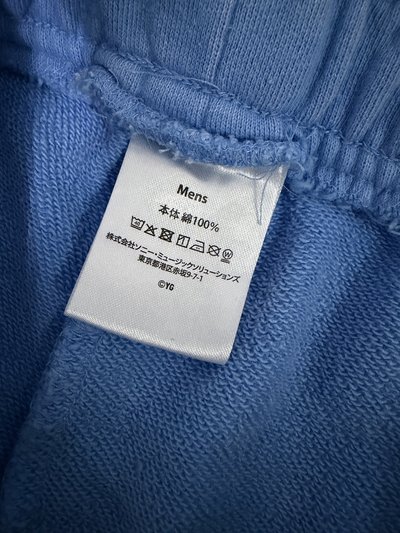 Mens
本体 綿100%
株式会社ソニー・ミュージックソリューションズ
東京都港区赤坂9-7-1
©YG